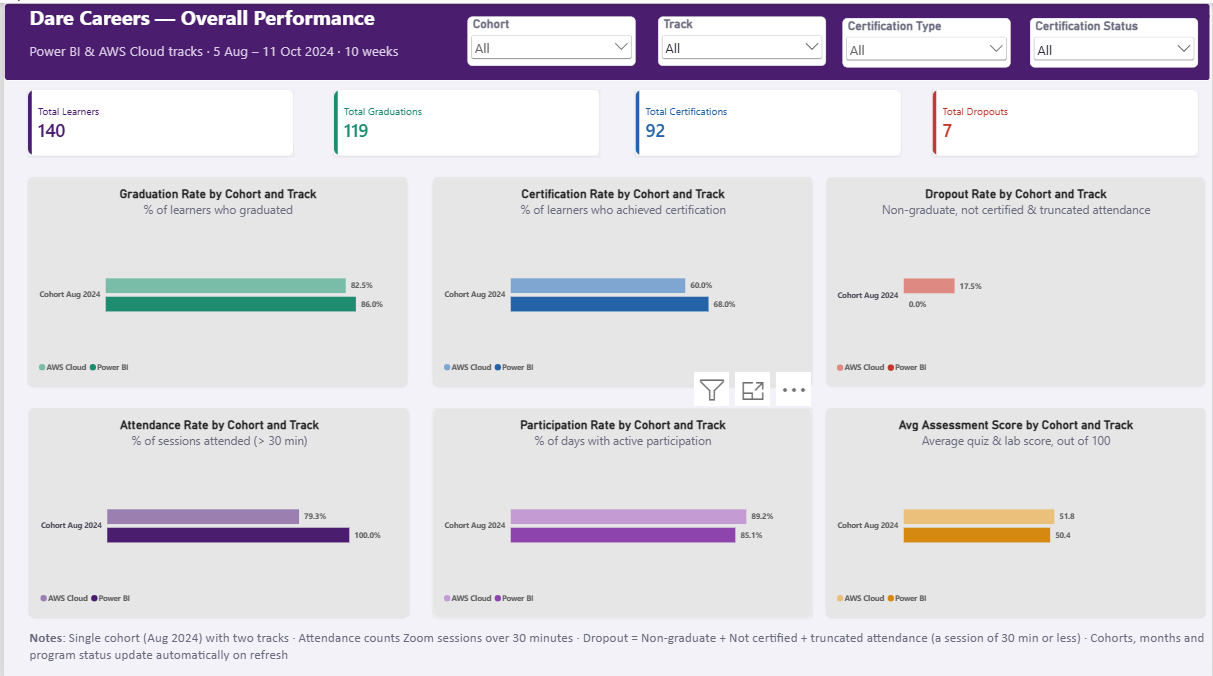 Dare Careers — Overall Performance
Power BI & AWS Cloud tracks · 5 Aug – 11 Oct 2024 · 10 weeks
Cohort
All
Track
All
Certification Type
All
Certification Status
All
Total Learners
140
Total Graduations
119
Total Certifications
92
Total Dropouts
7
Graduation Rate by Cohort and Track
% of learners who graduated
Cohort Aug 2024
82.5%
86.0%
AWS Cloud Power BI
Certification Rate by Cohort and Track
% of learners who achieved certification
Cohort Aug 2024
60.0%
68.0%
AWS Cloud Power BI
Dropout Rate by Cohort and Track
Non-graduate, not certified & truncated attendance
Cohort Aug 2024
17.5%
0.0%
AWS Cloud Power BI
Attendance Rate by Cohort and Track
% of sessions attended (> 30 min)
Cohort Aug 2024
79.3%
100.0%
AWS Cloud Power BI
Participation Rate by Cohort and Track
% of days with active participation
Cohort Aug 2024
89.2%
85.1%
AWS Cloud Power BI
Avg Assessment Score by Cohort and Track
Average quiz & lab score, out of 100
Cohort Aug 2024
51.8
50.4
AWS Cloud Power BI
Notes: Single cohort (Aug 2024) with two tracks · Attendance counts Zoom sessions over 30 minutes · Dropout = Non-graduate + Not certified + truncated attendance (a session of 30 min or less) · Cohorts, months and
program status update automatically on refresh